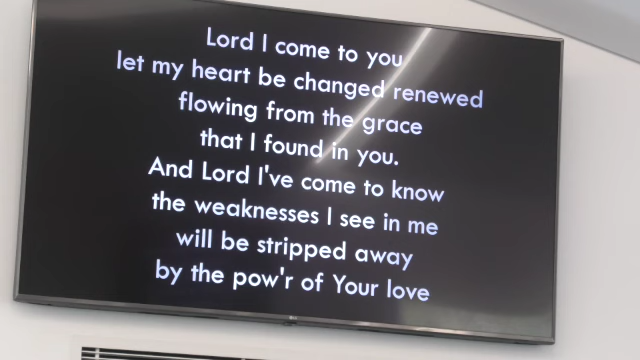 Lord I come to you
let my heart be changed renewed
flowing from the grace
that I found in you.
And Lord I've come to know
the weaknesses I see in me
will be stripped away
by the pow'r of Your love